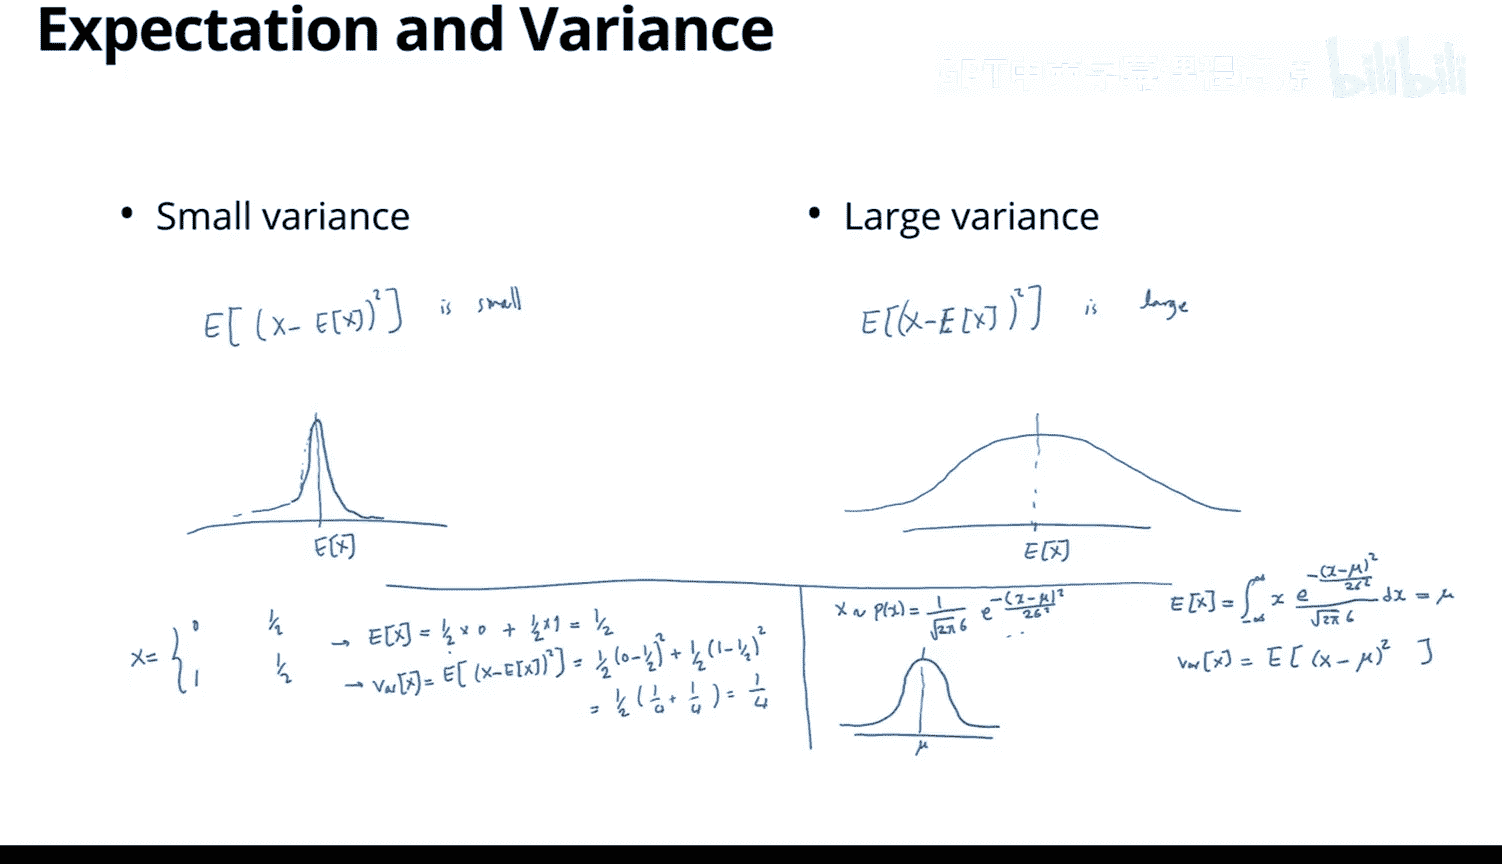 Expectation and Variance
bilibili
• Small variance
E[(x-E[x])²] is small
E[x]
• Large variance
E[(x-E[x])²] is large
E[x]
x= { 0 ½
1 ½
→ E[x] = ½ x 0 + ½ x 1 = ½
→ Var[x] = E[(x-E[x])²] = ½(0-½)² + ½(1-½)²
= ½(¼ + ¼) = ¼
x ~ p(x) = 1/√2π σ e^-(x-μ)²/2σ²
μ
E[x] = ∫_-∞^∞ x e^-(x-μ)²/2σ² / √2π σ dx = μ
Var[x] = E[(x-μ)²]